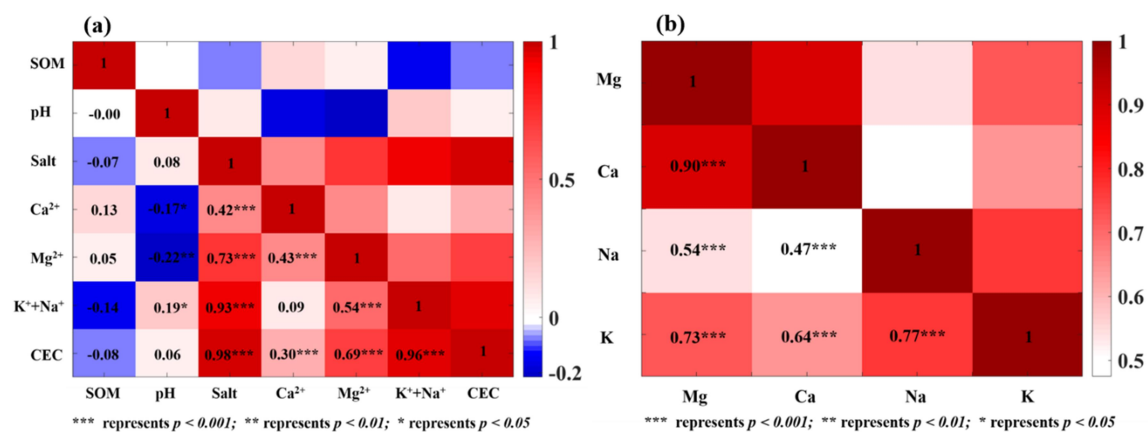 (a)
SOM 1 1
pH -0.00 1
Salt -0.07 0.08 1 0.5
Ca²⁺ 0.13 -0.17* 0.42*** 1
Mg²⁺ 0.05 -0.22** 0.73*** 0.43*** 1
K⁺+Na⁺ -0.14 0.19* 0.93*** 0.09 0.54*** 1 0
CEC -0.08 0.06 0.98*** 0.30*** 0.69*** 0.96*** 1 -0.2
SOM pH Salt Ca²⁺ Mg²⁺ K⁺+Na⁺ CEC
*** represents p < 0.001; ** represents p < 0.01; * represents p < 0.05
(b)
1
Mg 1 0.9
Ca 0.90*** 1 0.8
0.7
Na 0.54*** 0.47*** 1
0.6
K 0.73*** 0.64*** 0.77*** 1
0.5
Mg Ca Na K
*** represents p < 0.001; ** represents p < 0.01; * represents p < 0.05